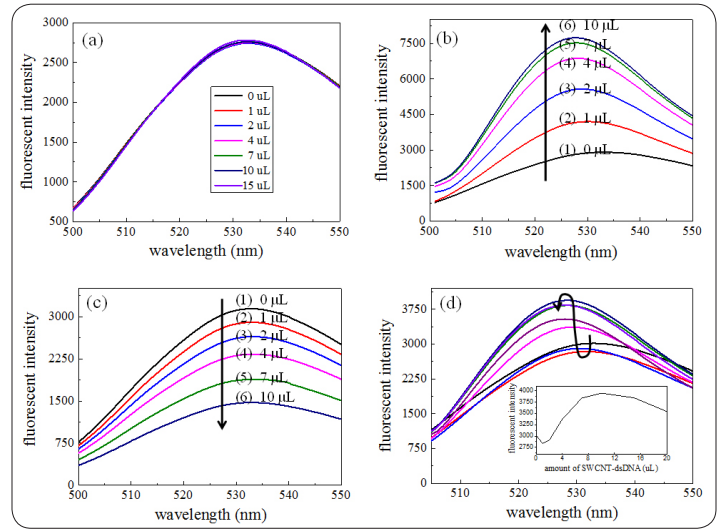 (a)
fluorescent intensity
3000
2500
2000
1500
1000
500
0 uL
1 uL
2 uL
4 uL
7 uL
10 uL
15 uL
500 510 520 530 540 550
wavelength (nm)
(b)
fluorescent intensity
7500
6000
4500
3000
1500
0
(6) 10 μL
(5) 7 μL
(4) 4 μL
(3) 2 μL
(2) 1 μL
(1) 0 μL
500 510 520 530 540 550
wavelength (nm)
(c)
fluorescent intensity
3000
2250
1500
750
0
(1) 0 μL
(2) 1 μL
(3) 2 μL
(4) 4 μL
(5) 7 μL
(6) 10 μL
500 510 520 530 540 550
wavelength (nm)
(d)
fluorescent intensity
3750
3000
2250
1500
750
0
fluorescent intensity
4000
3750
3500
3250
3000
2750
0 4 8 12 16 20
amount of SWCNT-dsDNA (uL)
510 520 530 540 550
wavelength (nm)